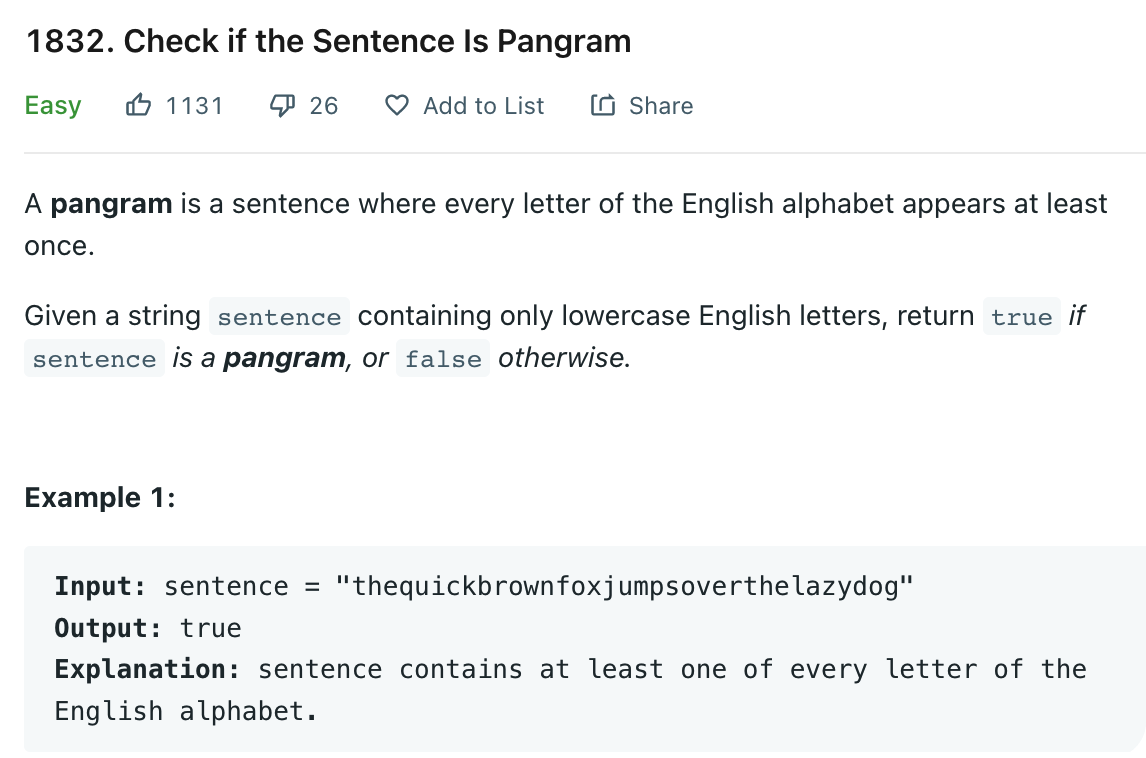 1832. Check if the Sentence Is Pangram
Easy 1131 26 Add to List Share
A pangram is a sentence where every letter of the English alphabet appears at least
once.
Given a string sentence containing only lowercase English letters, return true if
sentence is a pangram, or false otherwise.
Example 1:
Input: sentence = "thequickbrownfoxjumpsoverthelazydog"
Output: true
Explanation: sentence contains at least one of every letter of the
English alphabet.